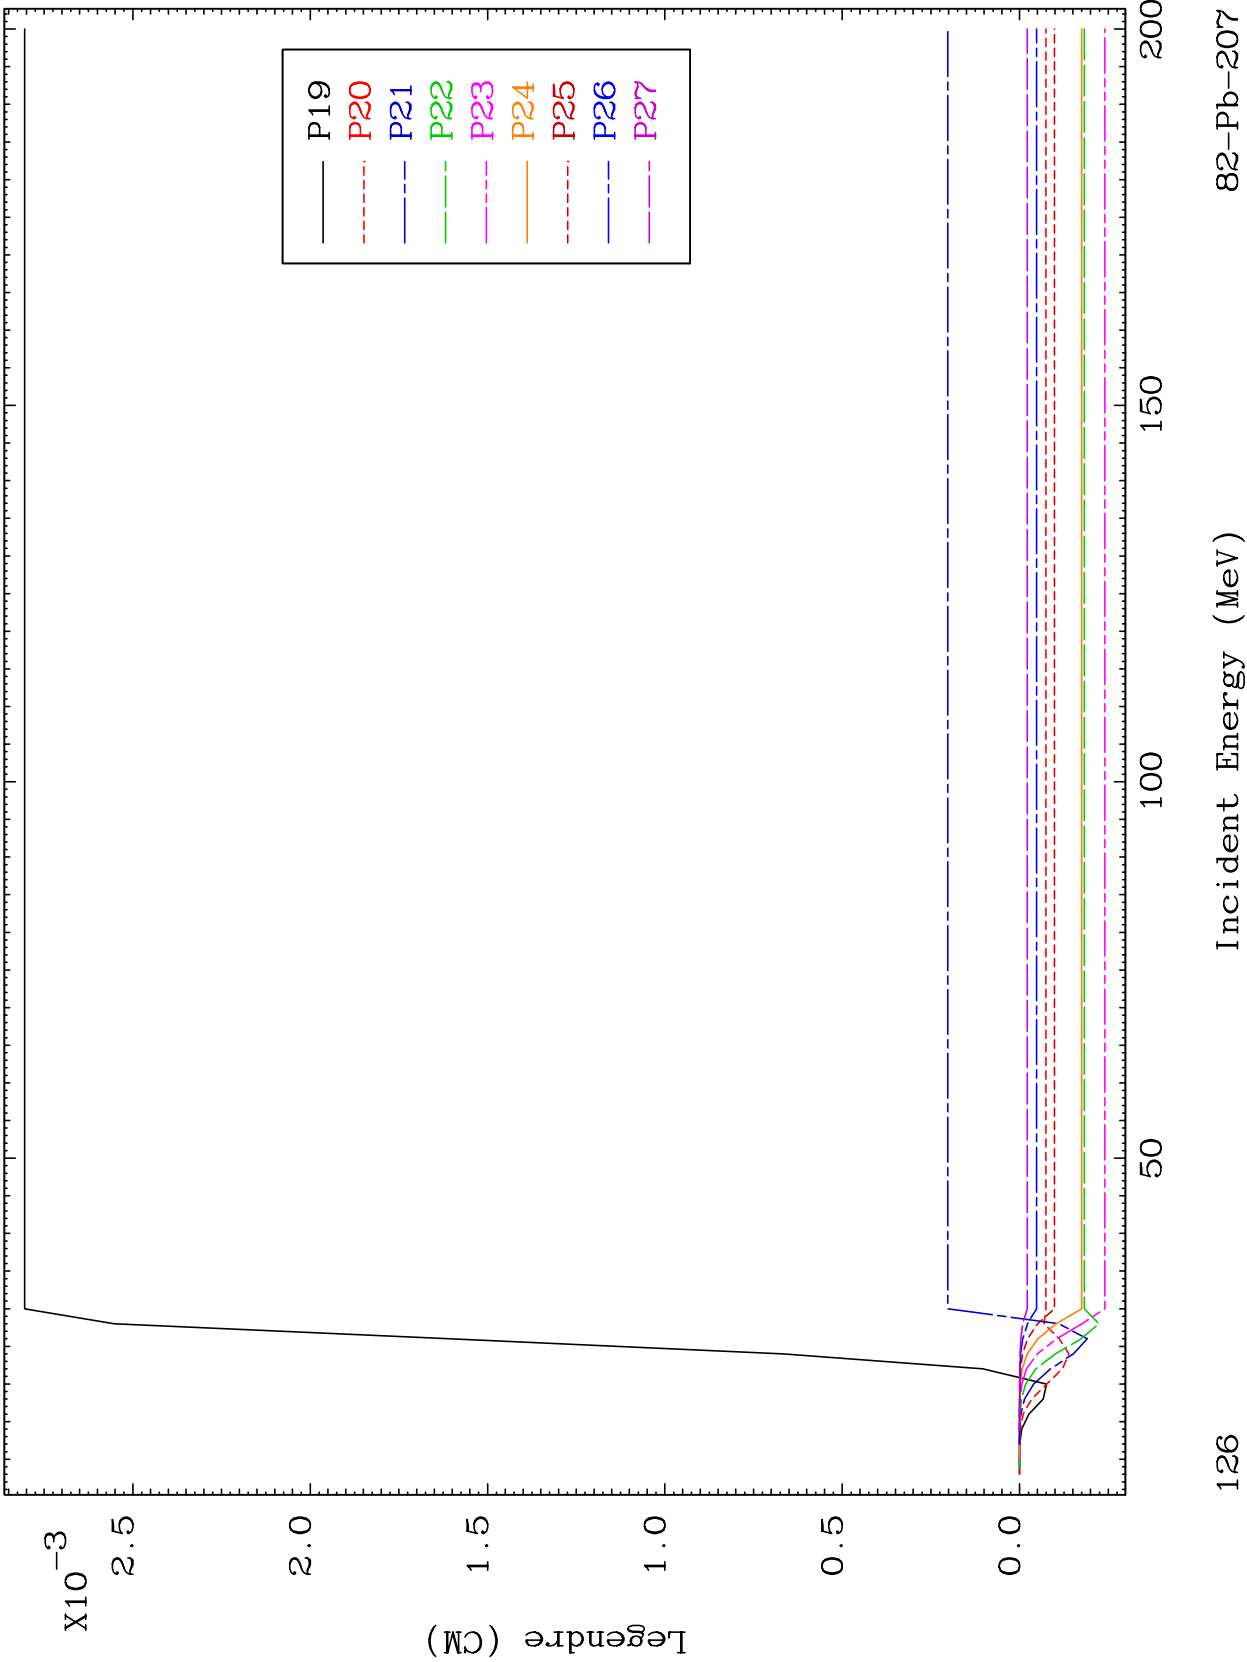 X10-3
2.5
2.0
1.5
1.0
0.5
0.0
Legendre (CM)
P19
P20
P21
P22
P23
P24
P25
P26
P27
50
100
150
200
Incident Energy (MeV)
126
82-Pb-207